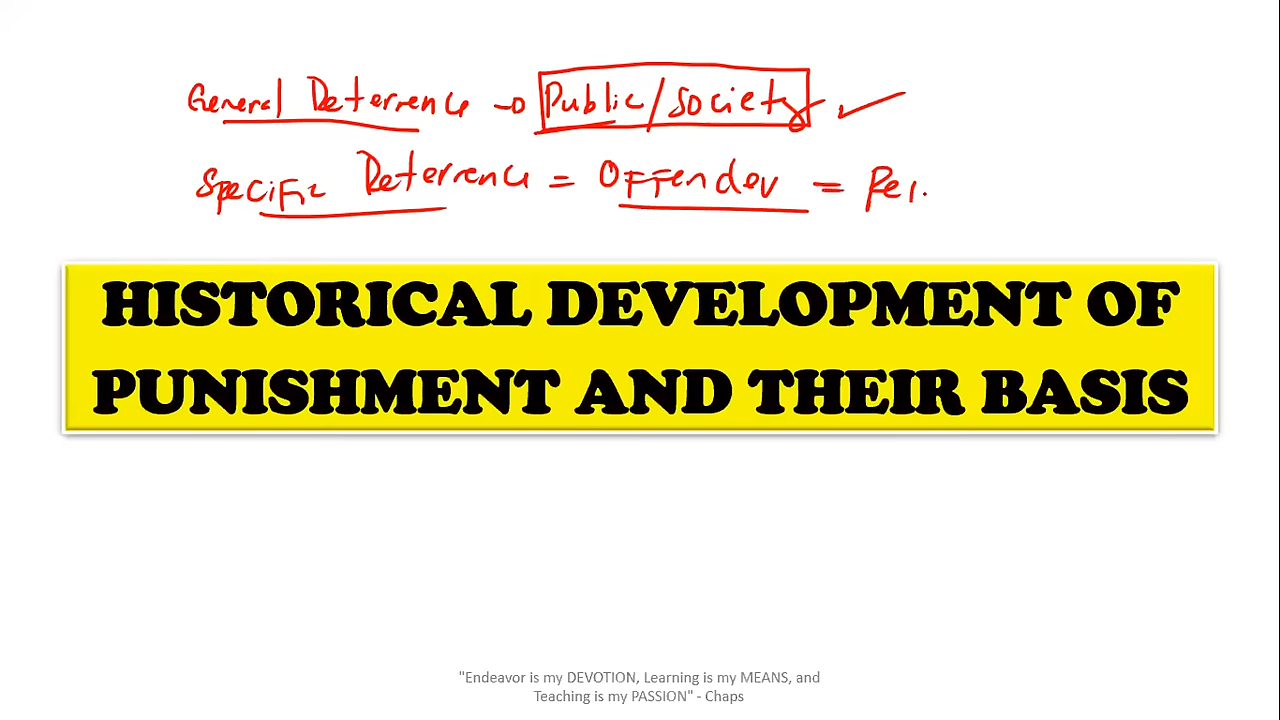 General Deterrence → Public/Society ✓
Specific Deterrence = Offender =
HISTORICAL DEVELOPMENT OF
PUNISHMENT AND THEIR BASIS
"Endeavor is my DEVOTION, Learning is my MEANS, and
Teaching is my PASSION" - Chaps